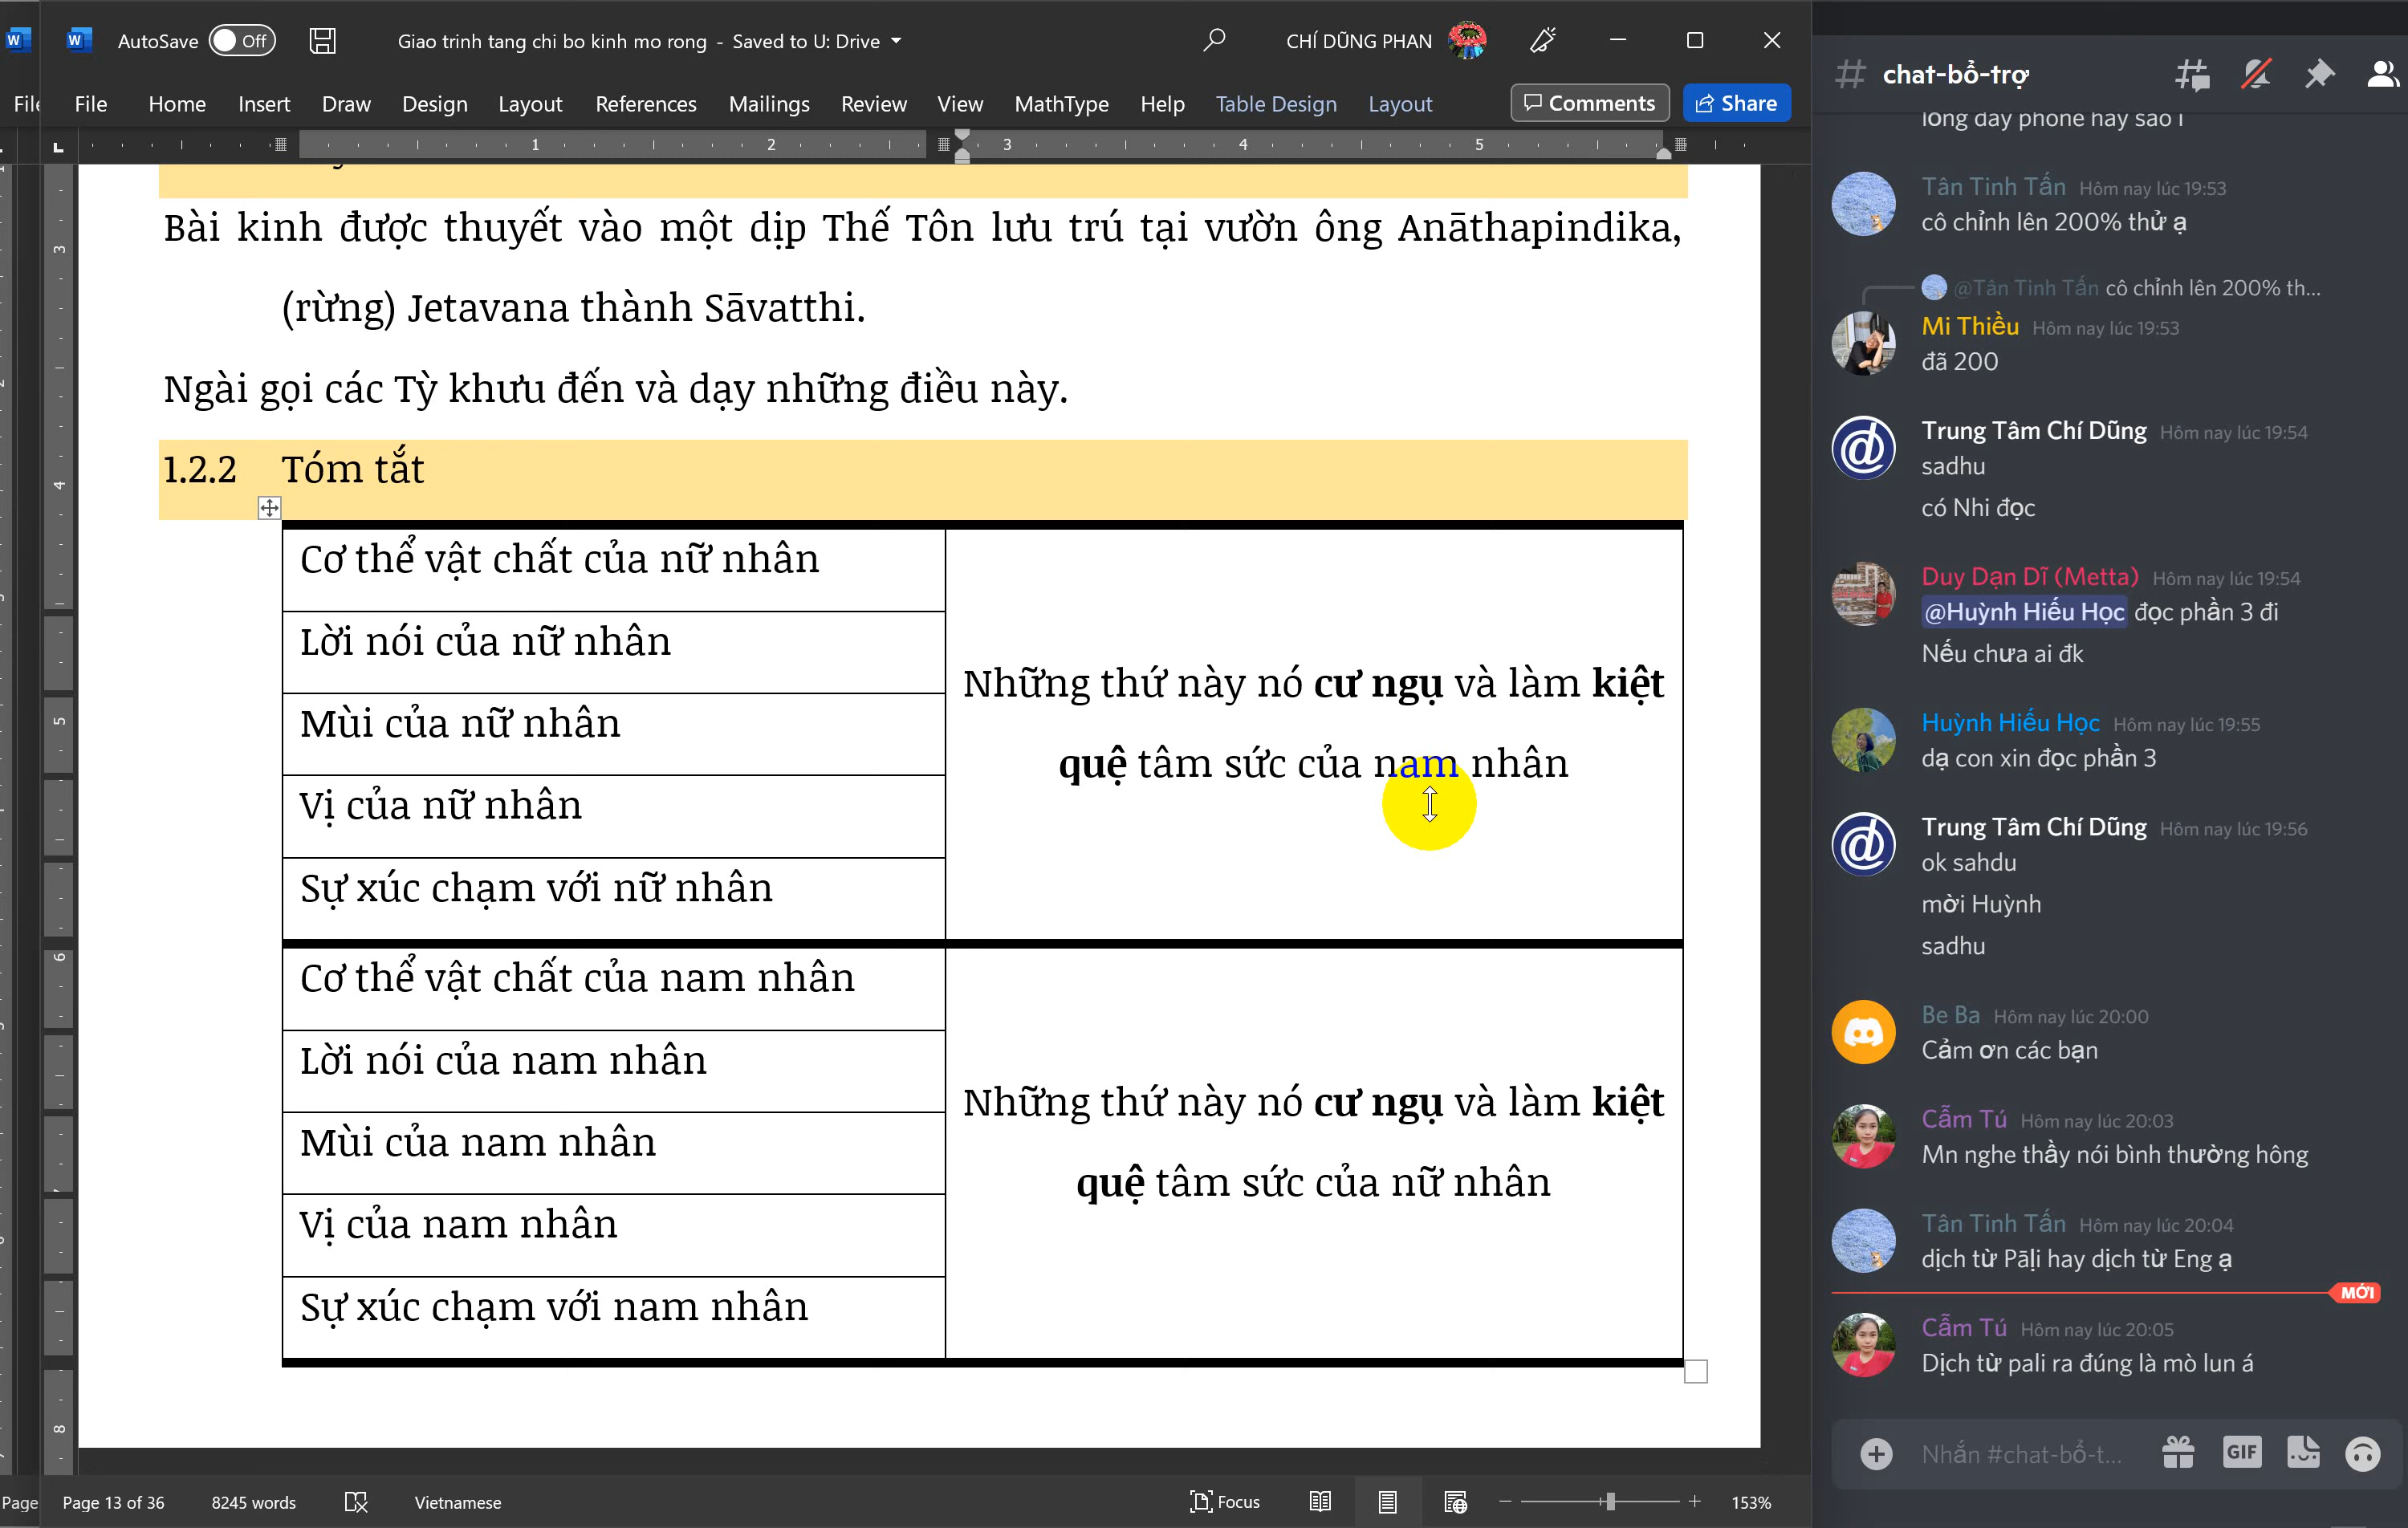 AutoSave Off
Giao trinh tang chi bo kinh mo rong - Saved to U: Drive
CHÍ DŨNG PHAN
File Home Insert Draw Design Layout References Mailings Review View MathType Help Table Design Layout Comments Share
1 2 3 4 5
Bài kinh được thuyết vào một dịp Thế Tôn lưu trú tại vườn ông Anāthapindika,
(rừng) Jetavana thành Sāvatthi.
Ngài gọi các Tỳ khưu đến và dạy những điều này.
1.2.2 Tóm tắt
Cơ thể vật chất của nữ nhân
Lời nói của nữ nhân
Mùi của nữ nhân
Vị của nữ nhân
Sự xúc chạm với nữ nhân
Những thứ này nó cư ngụ và làm kiệt
quệ tâm sức của nam nhân
Cơ thể vật chất của nam nhân
Lời nói của nam nhân
Mùi của nam nhân
Vị của nam nhân
Sự xúc chạm với nam nhân
Những thứ này nó cư ngụ và làm kiệt
quệ tâm sức của nữ nhân
3
4
5
6
8
Page
Page 13 of 36 8245 words Vietnamese Focus 153%
# chat-bổ-trợ
Tân Tinh Tấn Hôm nay lúc 19:53
cô chỉnh lên 200% thử ạ
@Tân Tinh Tấn cô chỉnh lên 200% th...
Mi Thiều Hôm nay lúc 19:53
đã 200
Trung Tâm Chí Dũng Hôm nay lúc 19:54
sadhu
có Nhi đọc
Duy Dạn Dĩ (Metta) Hôm nay lúc 19:54
@Huỳnh Hiếu Học đọc phần 3 đi
Nếu chưa ai đk
Huỳnh Hiếu Học Hôm nay lúc 19:55
dạ con xin đọc phần 3
Trung Tâm Chí Dũng Hôm nay lúc 19:56
ok sahdu
mời Huỳnh
sadhu
Be Ba Hôm nay lúc 20:00
Cảm ơn các bạn
Cẫm Tú Hôm nay lúc 20:03
Mn nghe thầy nói bình thường hông
Tân Tinh Tấn Hôm nay lúc 20:04
dịch từ Pāḷi hay dịch từ Eng ạ
MỚI
Cẫm Tú Hôm nay lúc 20:05
Dịch từ pali ra đúng là mò lun á
Nhắn #chat-bổ-t...
GIF